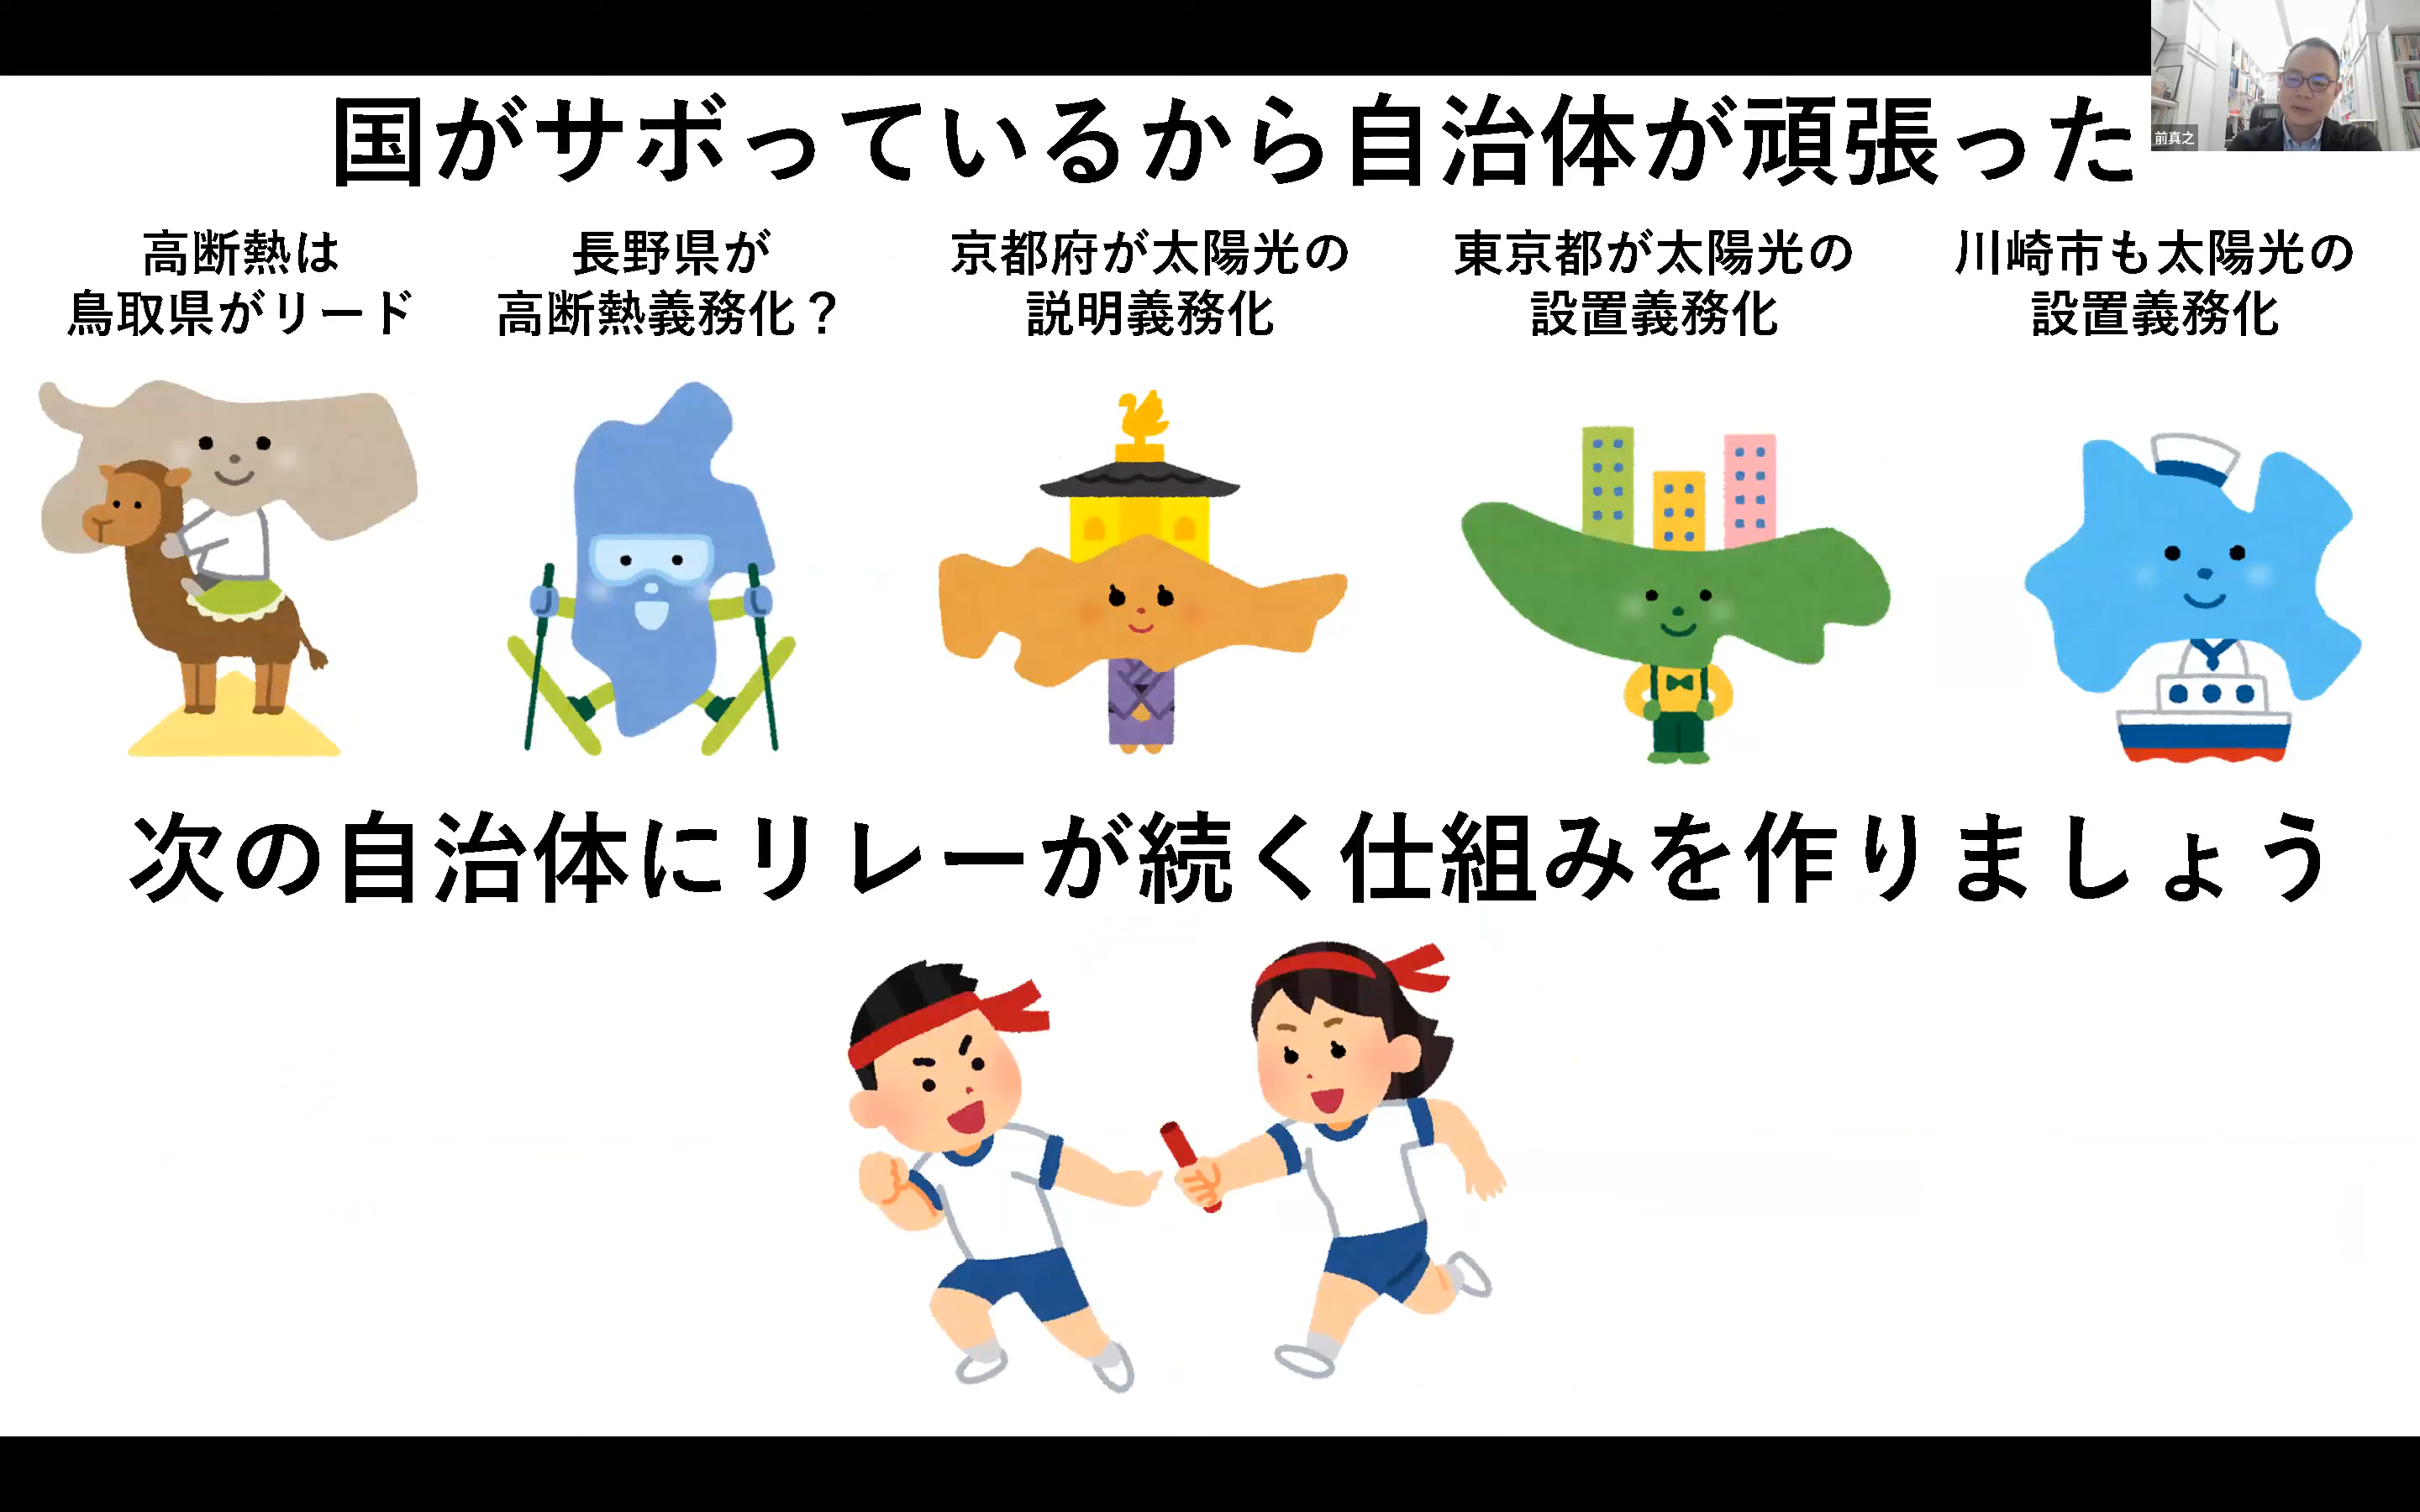 国がサボっているから自治体が頑張った
前真之
高断熱は
鳥取県がリード
長野県が
高断熱義務化？
京都府が太陽光の
説明義務化
東京都が太陽光の
設置義務化
川崎市も太陽光の
設置義務化
次の自治体にリレーが続く仕組みを作りましょう